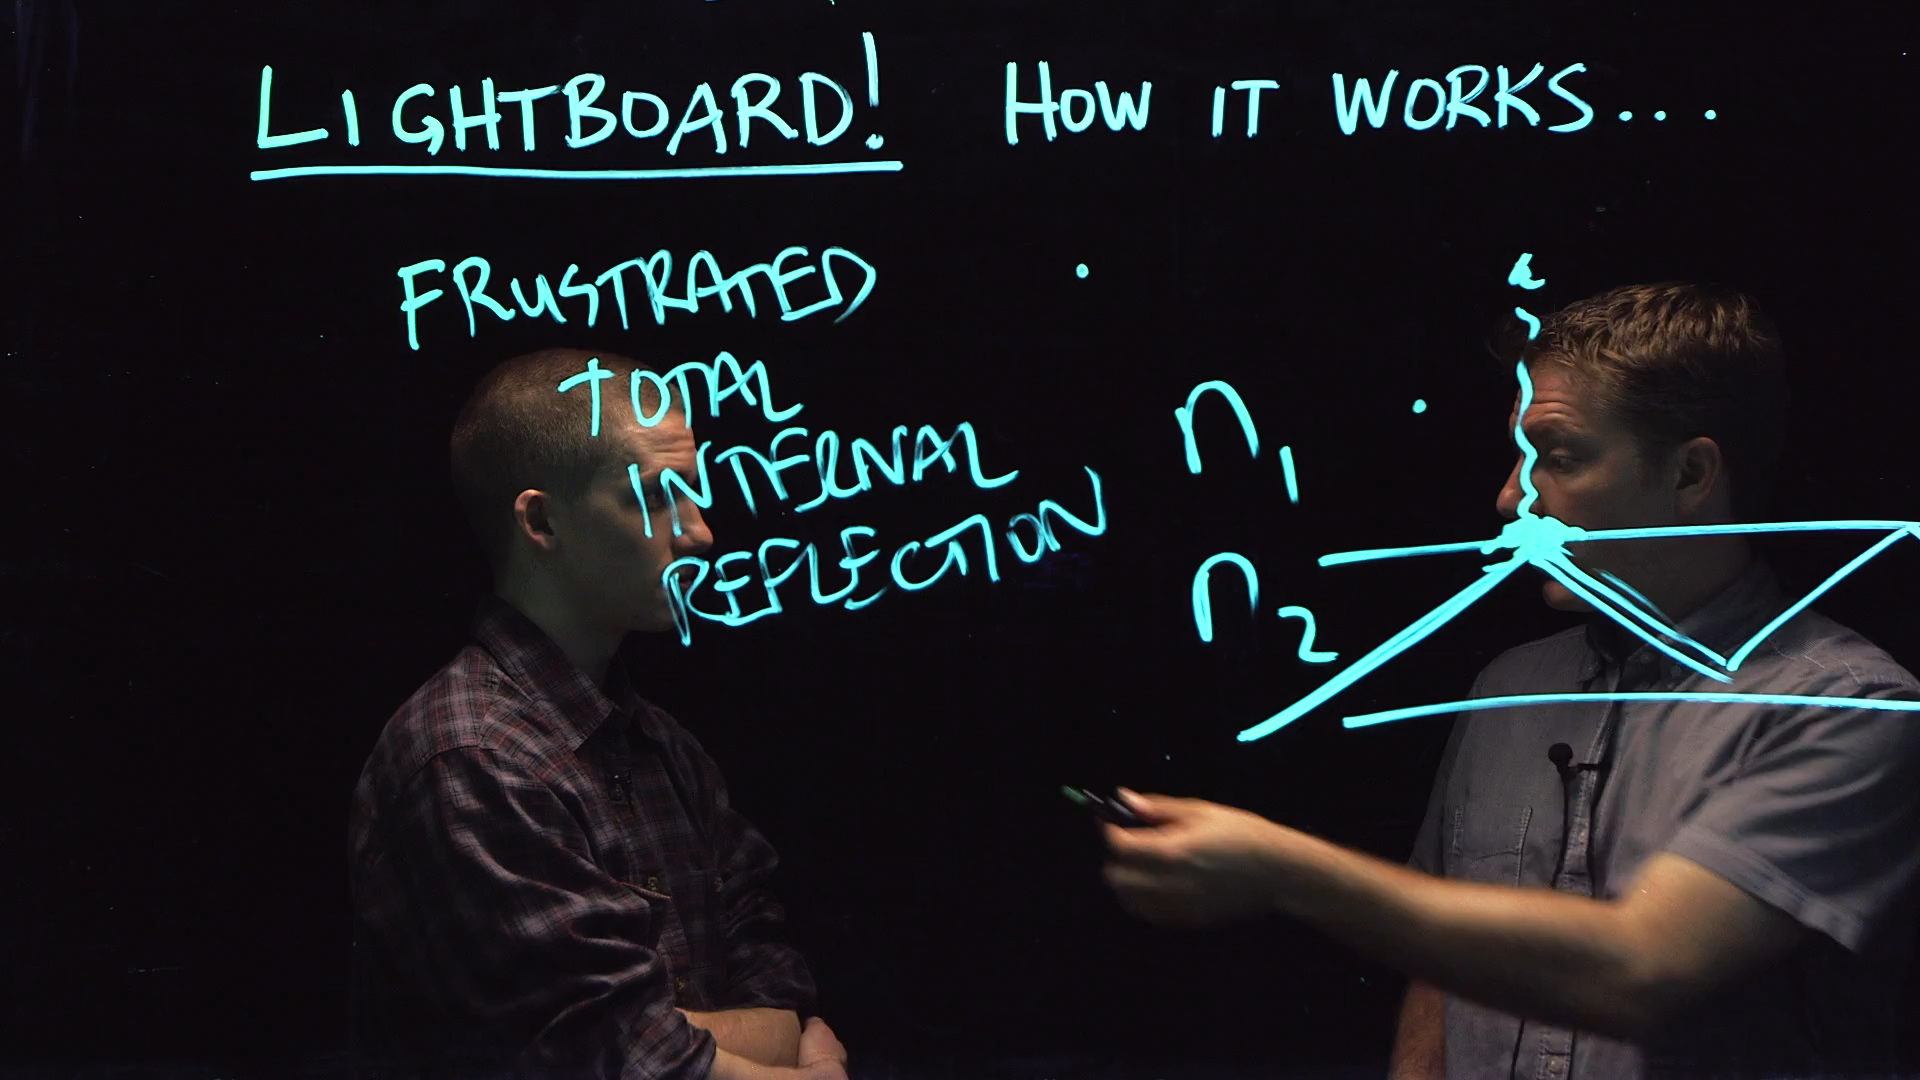 LIGHTBOARD! HOW IT WORKS...
FRUSTRATED
TOTAL
INTERNAL
REFLECTION
n1
n2